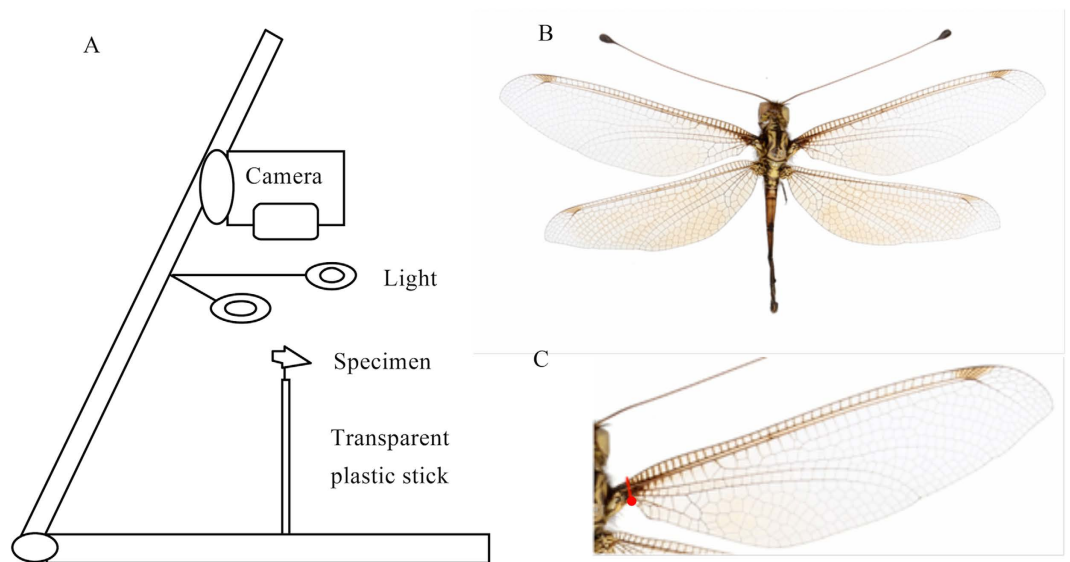 A
Camera
Light
Specimen
Transparent
plastic stick
B
C